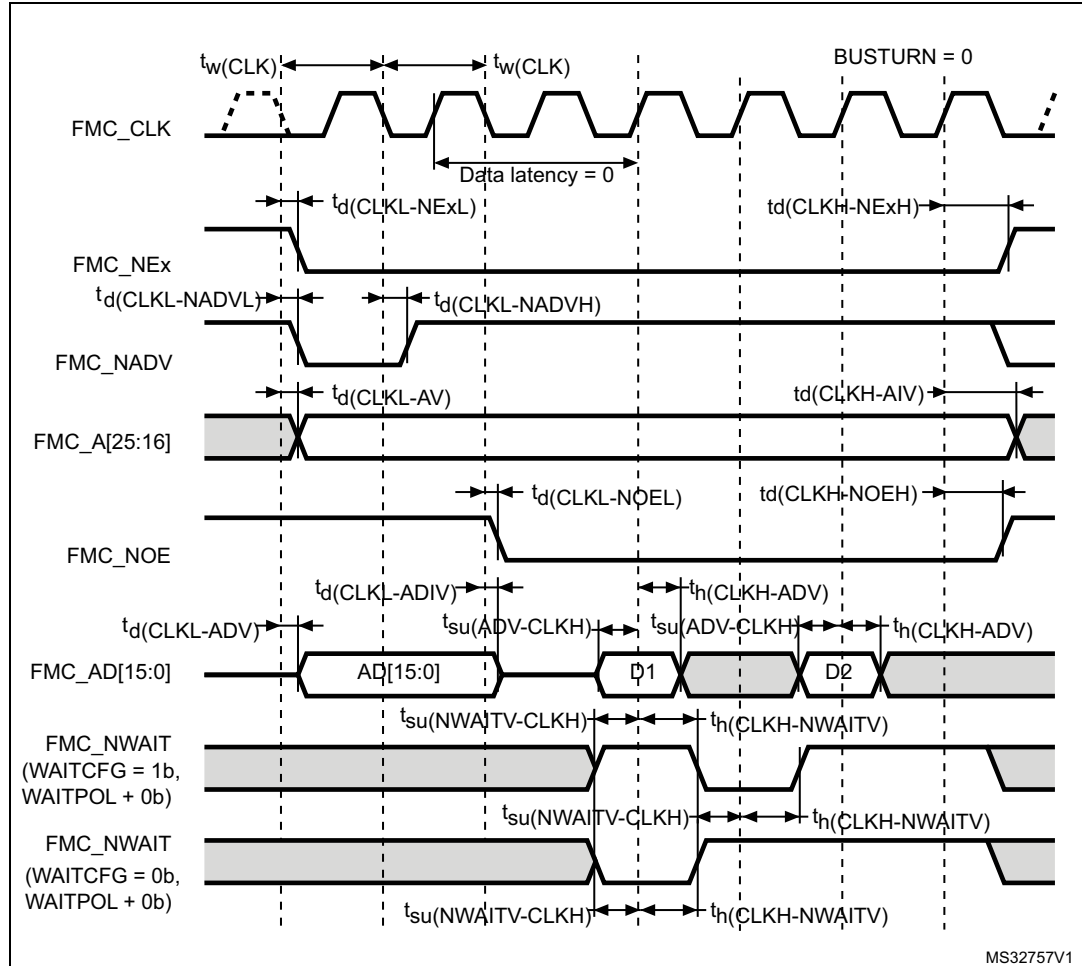 tw(CLK) tw(CLK) BUSTURN = 0
FMC_CLK
Data latency = 0
td(CLKL-NExL) td(CLKH-NExH)
FMC_NEx
td(CLKL-NADVL) td(CLKL-NADVH)
FMC_NADV
td(CLKL-AV) td(CLKH-AIV)
FMC_A[25:16]
td(CLKL-NOEL) td(CLKH-NOEH)
FMC_NOE
td(CLKL-ADIV) th(CLKH-ADV)
td(CLKL-ADV) tsu(ADV-CLKH) tsu(ADV-CLKH) th(CLKH-ADV)
FMC_AD[15:0] AD[15:0] D1 D2
tsu(NWAITV-CLKH) th(CLKH-NWAITV)
FMC_NWAIT
(WAITCFG = 1b,
WAITPOL + 0b)
tsu(NWAITV-CLKH) th(CLKH-NWAITV)
FMC_NWAIT
(WAITCFG = 0b,
WAITPOL + 0b)
tsu(NWAITV-CLKH) th(CLKH-NWAITV)
MS32757V1